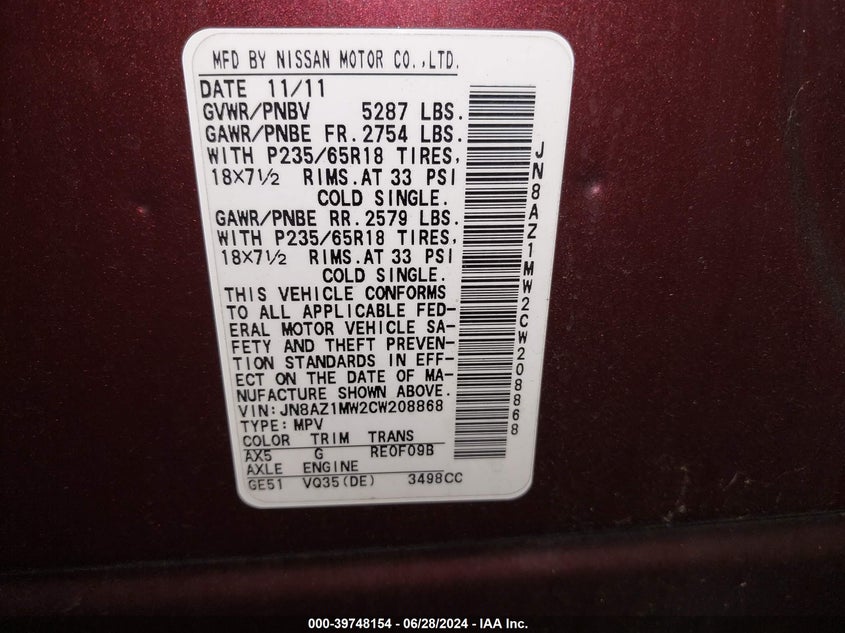 MFD BY NISSAN MOTOR CO.,LTD.
DATE 11/11
GVWR/PNBV 5287 LBS.
GAWR/PNBE FR. 2754 LBS.
WITH P235/65R18 TIRES,
18X7½ RIMS.AT 33 PSI
COLD SINGLE.
GAWR/PNBE RR. 2579 LBS.
WITH P235/65R18 TIRES,
18X7½ RIMS.AT 33 PSI
COLD SINGLE.
THIS VEHICLE CONFORMS
TO ALL APPLICABLE FED-
ERAL MOTOR VEHICLE SA-
FETY AND THEFT PREVEN-
TION STANDARDS IN EFF-
ECT ON THE DATE OF MA-
NUFACTURE SHOWN ABOVE.
VIN:JN8AZ1MW2CW208868
TYPE:MPV
COLOR TRIM TRANS
AX5 G RE0F09B
AXLE ENGINE
GE51 VQ35(DE) 3498CC
JN8AZ1MW2CW208868
000-39748154 - 06/28/2024 - IAA Inc.